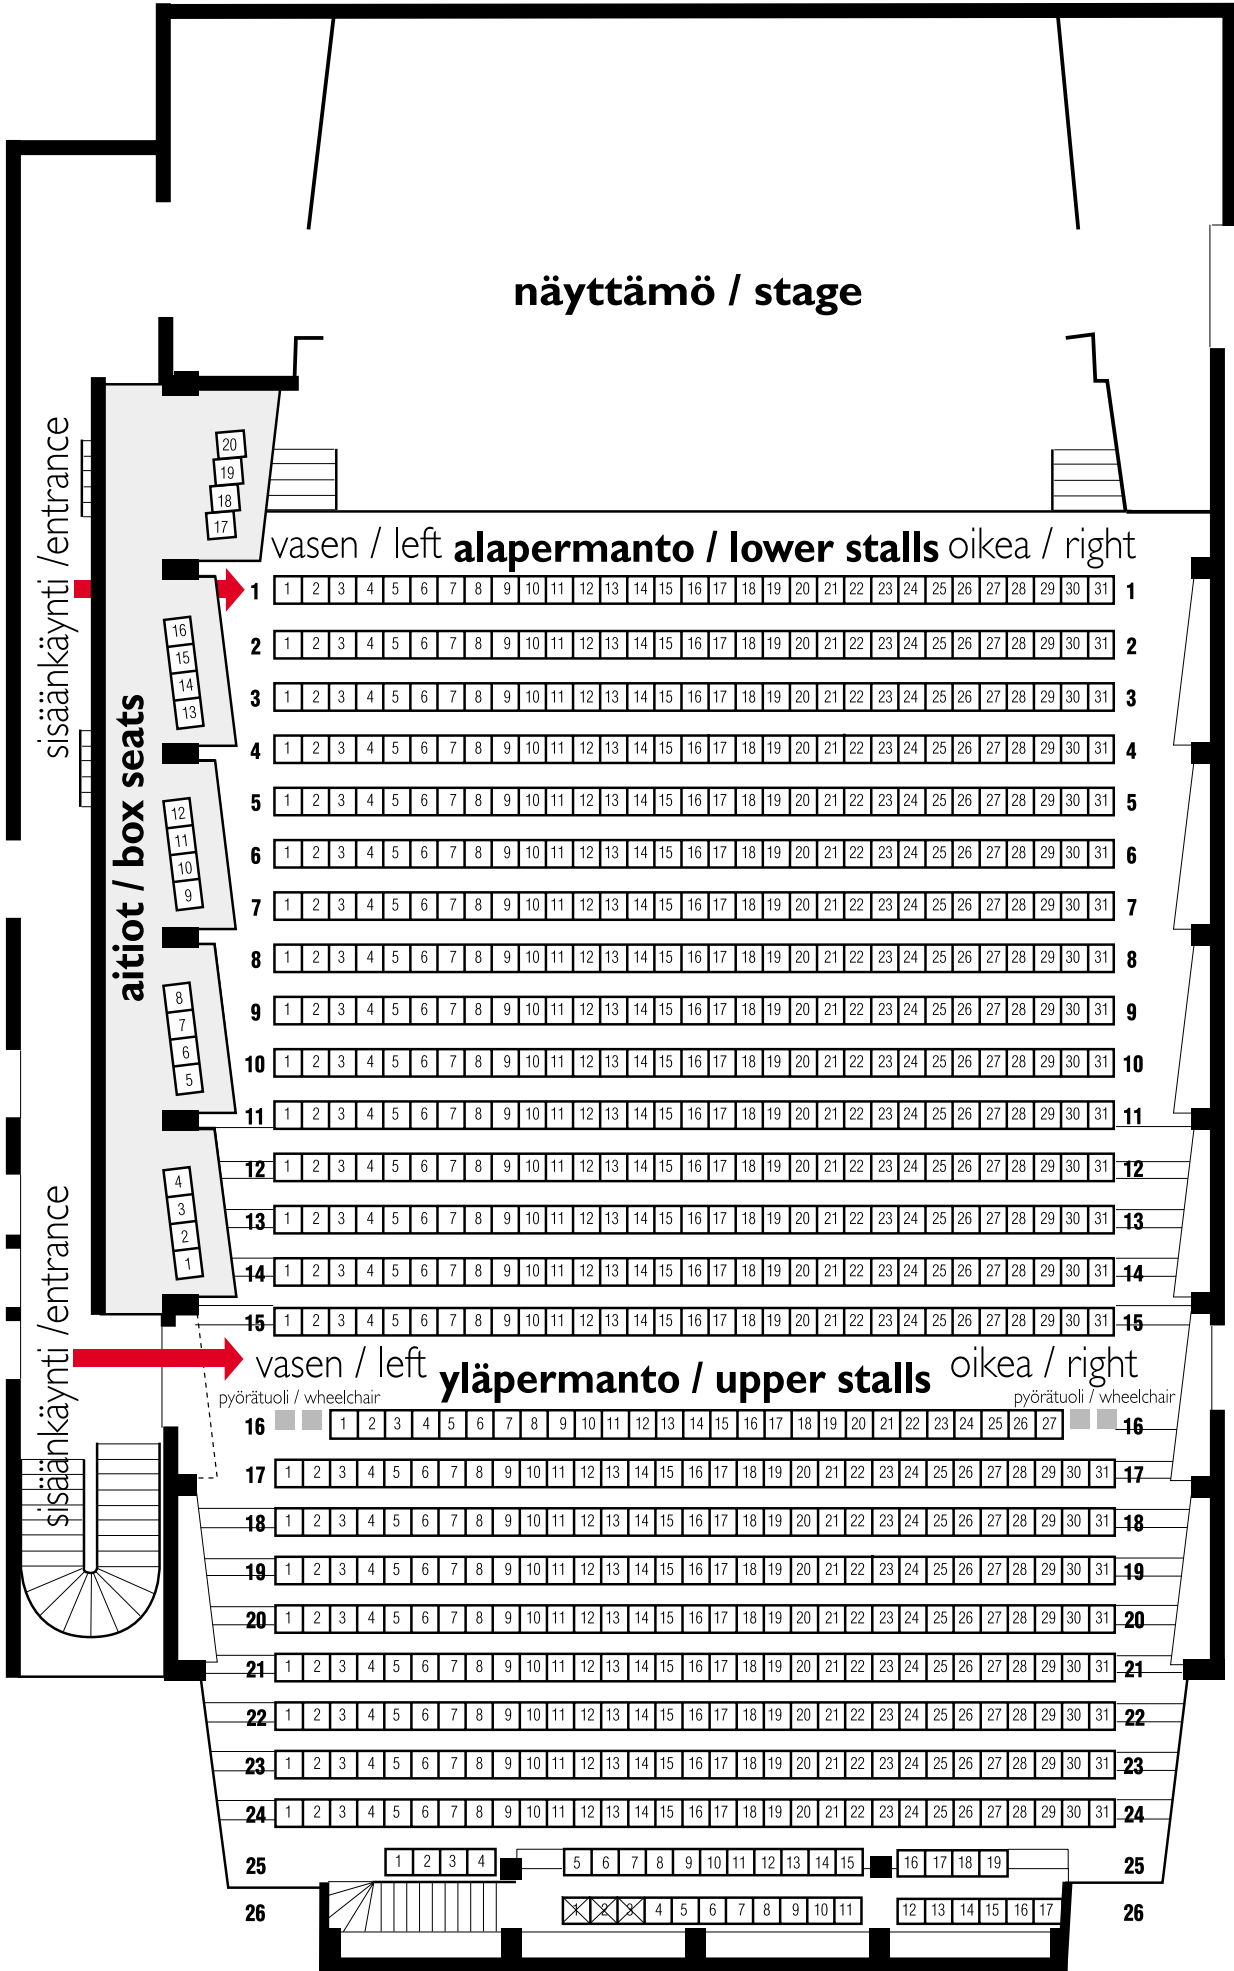 näyttämö / stage
sisäänkäynti /entrance
aitiot / box seats
20
19
18
17
16
15
14
13
12
11
10
9
8
7
6
5
4
3
2
1
vasen / left alapermanto / lower stalls oikea / right
1 1 2 3 4 5 6 7 8 9 10 11 12 13 14 15 16 17 18 19 20 21 22 23 24 25 26 27 28 29 30 31 1
2 1 2 3 4 5 6 7 8 9 10 11 12 13 14 15 16 17 18 19 20 21 22 23 24 25 26 27 28 29 30 31 2
3 1 2 3 4 5 6 7 8 9 10 11 12 13 14 15 16 17 18 19 20 21 22 23 24 25 26 27 28 29 30 31 3
4 1 2 3 4 5 6 7 8 9 10 11 12 13 14 15 16 17 18 19 20 21 22 23 24 25 26 27 28 29 30 31 4
5 1 2 3 4 5 6 7 8 9 10 11 12 13 14 15 16 17 18 19 20 21 22 23 24 25 26 27 28 29 30 31 5
6 1 2 3 4 5 6 7 8 9 10 11 12 13 14 15 16 17 18 19 20 21 22 23 24 25 26 27 28 29 30 31 6
7 1 2 3 4 5 6 7 8 9 10 11 12 13 14 15 16 17 18 19 20 21 22 23 24 25 26 27 28 29 30 31 7
8 1 2 3 4 5 6 7 8 9 10 11 12 13 14 15 16 17 18 19 20 21 22 23 24 25 26 27 28 29 30 31 8
9 1 2 3 4 5 6 7 8 9 10 11 12 13 14 15 16 17 18 19 20 21 22 23 24 25 26 27 28 29 30 31 9
10 1 2 3 4 5 6 7 8 9 10 11 12 13 14 15 16 17 18 19 20 21 22 23 24 25 26 27 28 29 30 31 10
11 1 2 3 4 5 6 7 8 9 10 11 12 13 14 15 16 17 18 19 20 21 22 23 24 25 26 27 28 29 30 31 11
12 1 2 3 4 5 6 7 8 9 10 11 12 13 14 15 16 17 18 19 20 21 22 23 24 25 26 27 28 29 30 31 12
13 1 2 3 4 5 6 7 8 9 10 11 12 13 14 15 16 17 18 19 20 21 22 23 24 25 26 27 28 29 30 31 13
14 1 2 3 4 5 6 7 8 9 10 11 12 13 14 15 16 17 18 19 20 21 22 23 24 25 26 27 28 29 30 31 14
15 1 2 3 4 5 6 7 8 9 10 11 12 13 14 15 16 17 18 19 20 21 22 23 24 25 26 27 28 29 30 31 15
sisäänkäynti /entrance
vasen / left yläpermanto / upper stalls oikea / right
pyörätuoli / wheelchair pyörätuoli / wheelchair
16 1 2 3 4 5 6 7 8 9 10 11 12 13 14 15 16 17 18 19 20 21 22 23 24 25 26 27 16
17 1 2 3 4 5 6 7 8 9 10 11 12 13 14 15 16 17 18 19 20 21 22 23 24 25 26 27 28 29 30 31 17
18 1 2 3 4 5 6 7 8 9 10 11 12 13 14 15 16 17 18 19 20 21 22 23 24 25 26 27 28 29 30 31 18
19 1 2 3 4 5 6 7 8 9 10 11 12 13 14 15 16 17 18 19 20 21 22 23 24 25 26 27 28 29 30 31 19
20 1 2 3 4 5 6 7 8 9 10 11 12 13 14 15 16 17 18 19 20 21 22 23 24 25 26 27 28 29 30 31 20
21 1 2 3 4 5 6 7 8 9 10 11 12 13 14 15 16 17 18 19 20 21 22 23 24 25 26 27 28 29 30 31 21
22 1 2 3 4 5 6 7 8 9 10 11 12 13 14 15 16 17 18 19 20 21 22 23 24 25 26 27 28 29 30 31 22
23 1 2 3 4 5 6 7 8 9 10 11 12 13 14 15 16 17 18 19 20 21 22 23 24 25 26 27 28 29 30 31 23
24 1 2 3 4 5 6 7 8 9 10 11 12 13 14 15 16 17 18 19 20 21 22 23 24 25 26 27 28 29 30 31 24
25 1 2 3 4 5 6 7 8 9 10 11 12 13 14 15 16 17 18 19 25
26 1 2 3 4 5 6 7 8 9 10 11 12 13 14 15 16 17 26